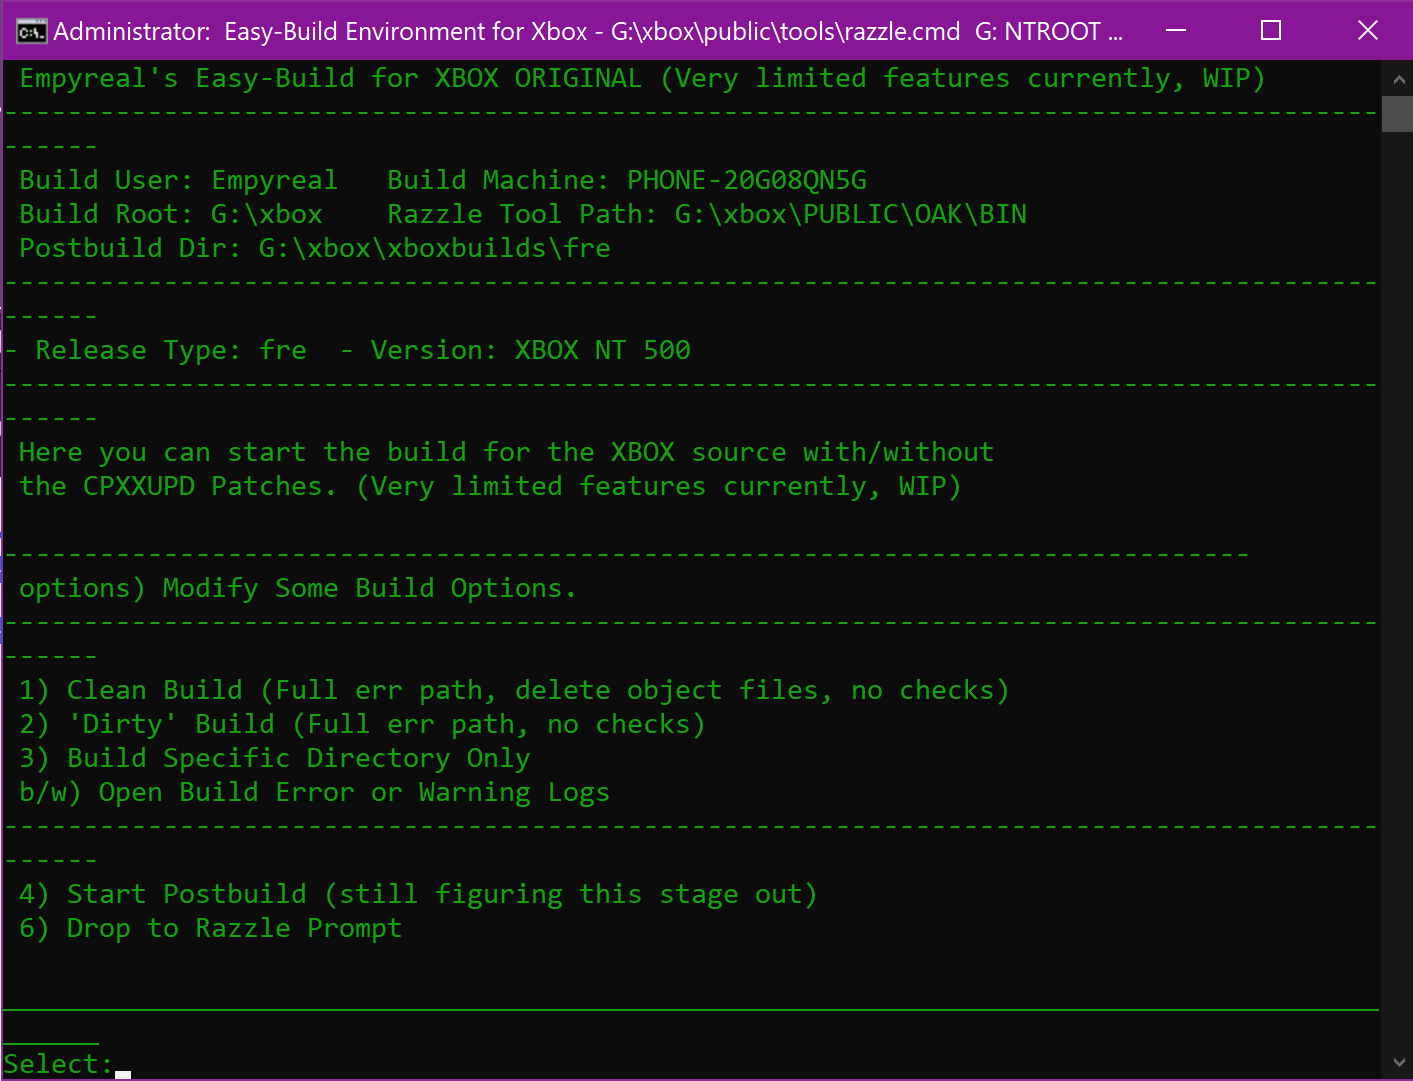 Administrator:  Easy-Build Environment for Xbox - G:\xbox\public\tools\razzle.cmd  G: NTROOT ...
Empyreal's Easy-Build for XBOX ORIGINAL (Very limited features currently, WIP)
--------------------------------------------------------------------------------------
------
Build User: Empyreal   Build Machine: PHONE-20G08QN5G
Build Root: G:\xbox    Razzle Tool Path: G:\xbox\PUBLIC\OAK\BIN
Postbuild Dir: G:\xbox\xboxbuilds\fre
--------------------------------------------------------------------------------------
------
- Release Type: fre  - Version: XBOX NT 500
--------------------------------------------------------------------------------------
------
Here you can start the build for the XBOX source with/without
the CPXXUPD Patches. (Very limited features currently, WIP)
------------------------------------------------------------------------------
options) Modify Some Build Options.
--------------------------------------------------------------------------------------
------
1) Clean Build (Full err path, delete object files, no checks)
2) 'Dirty' Build (Full err path, no checks)
3) Build Specific Directory Only
b/w) Open Build Error or Warning Logs
--------------------------------------------------------------------------------------
------
4) Start Postbuild (still figuring this stage out)
6) Drop to Razzle Prompt
______________________________________________________________________________________
______
Select: